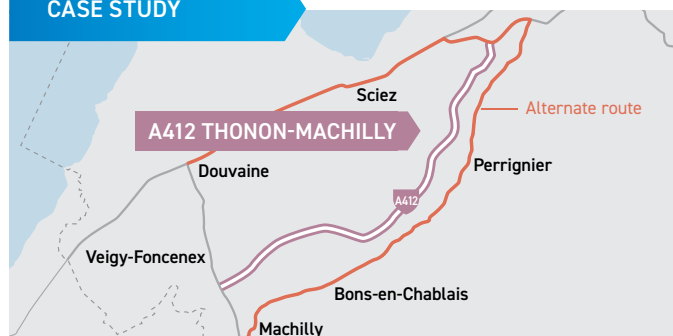 CASE STUDY
Sciez
Alternate route
A412 THONON-MACHILLY
Perrignier
Douvaine
A412
Veigy-Foncenex
Bons-en-Chablais
Machilly